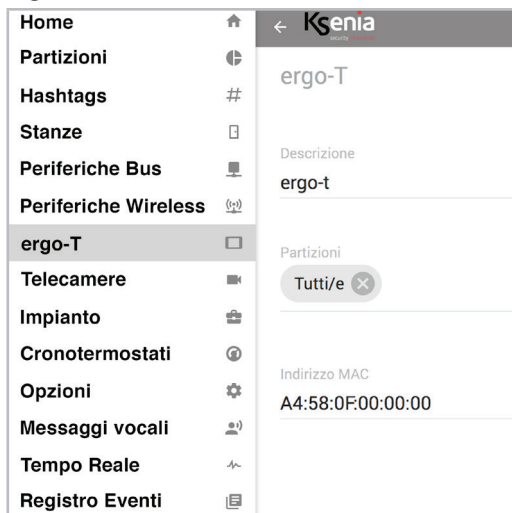 Home
Partizioni
Hashtags
Stanze
Periferiche Bus
Periferiche Wireless
ergo-T
Telecamere
Impianto
Cronotermostati
Opzioni
Messaggi vocali
Tempo Reale
Registro Eventi
Ksenia
security
ergo-T
Descrizione
ergo-t
Partizioni
Tutti/e
Indirizzo MAC
A4:58:0F:00:00:00